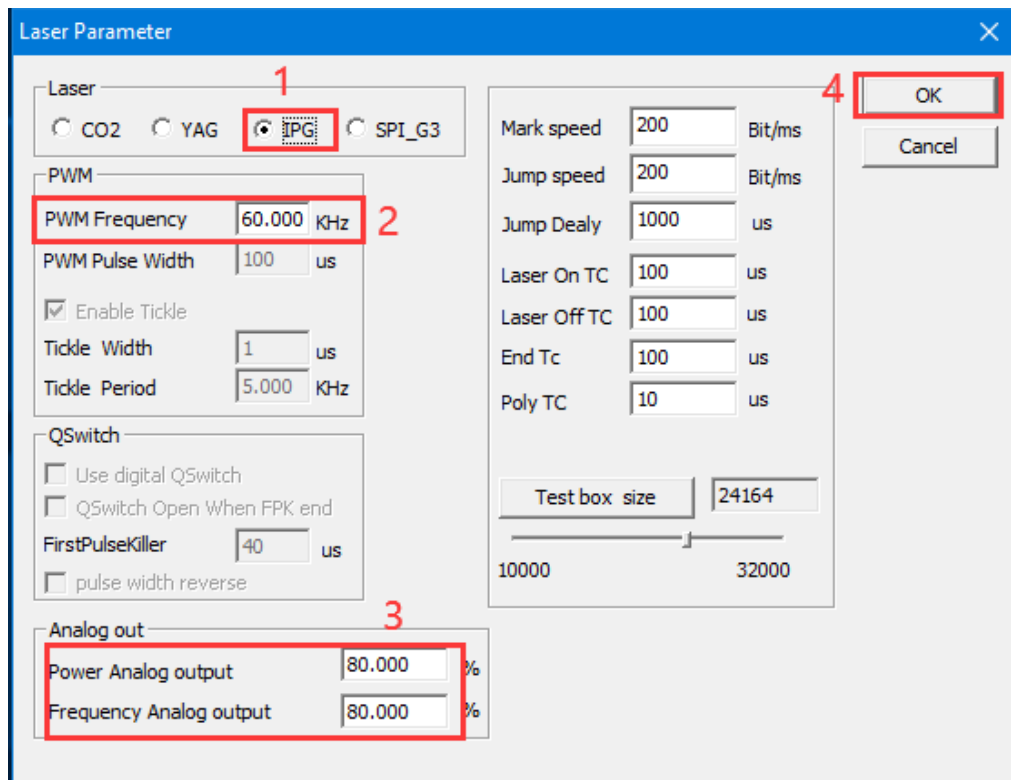 Laser Parameter
Laser
1
CO2 YAG IPG SPI_G3
PWM
PWM Frequency 60.000 KHz 2
PWM Pulse Width 100 us
Enable Tickle
Tickle Width 1 us
Tickle Period 5.000 KHz
QSwitch
Use digital QSwitch
QSwitch Open When FPK end
FirstPulseKiller 40 us
pulse width reverse
Analog out
3
Power Analog output 80.000 %
Frequency Analog output 80.000 %
Mark speed 200 Bit/ms
Jump speed 200 Bit/ms
Jump Dealy 1000 us
Laser On TC 100 us
Laser Off TC 100 us
End Tc 100 us
Poly TC 10 us
Test box size 24164
10000 32000
4 OK
Cancel